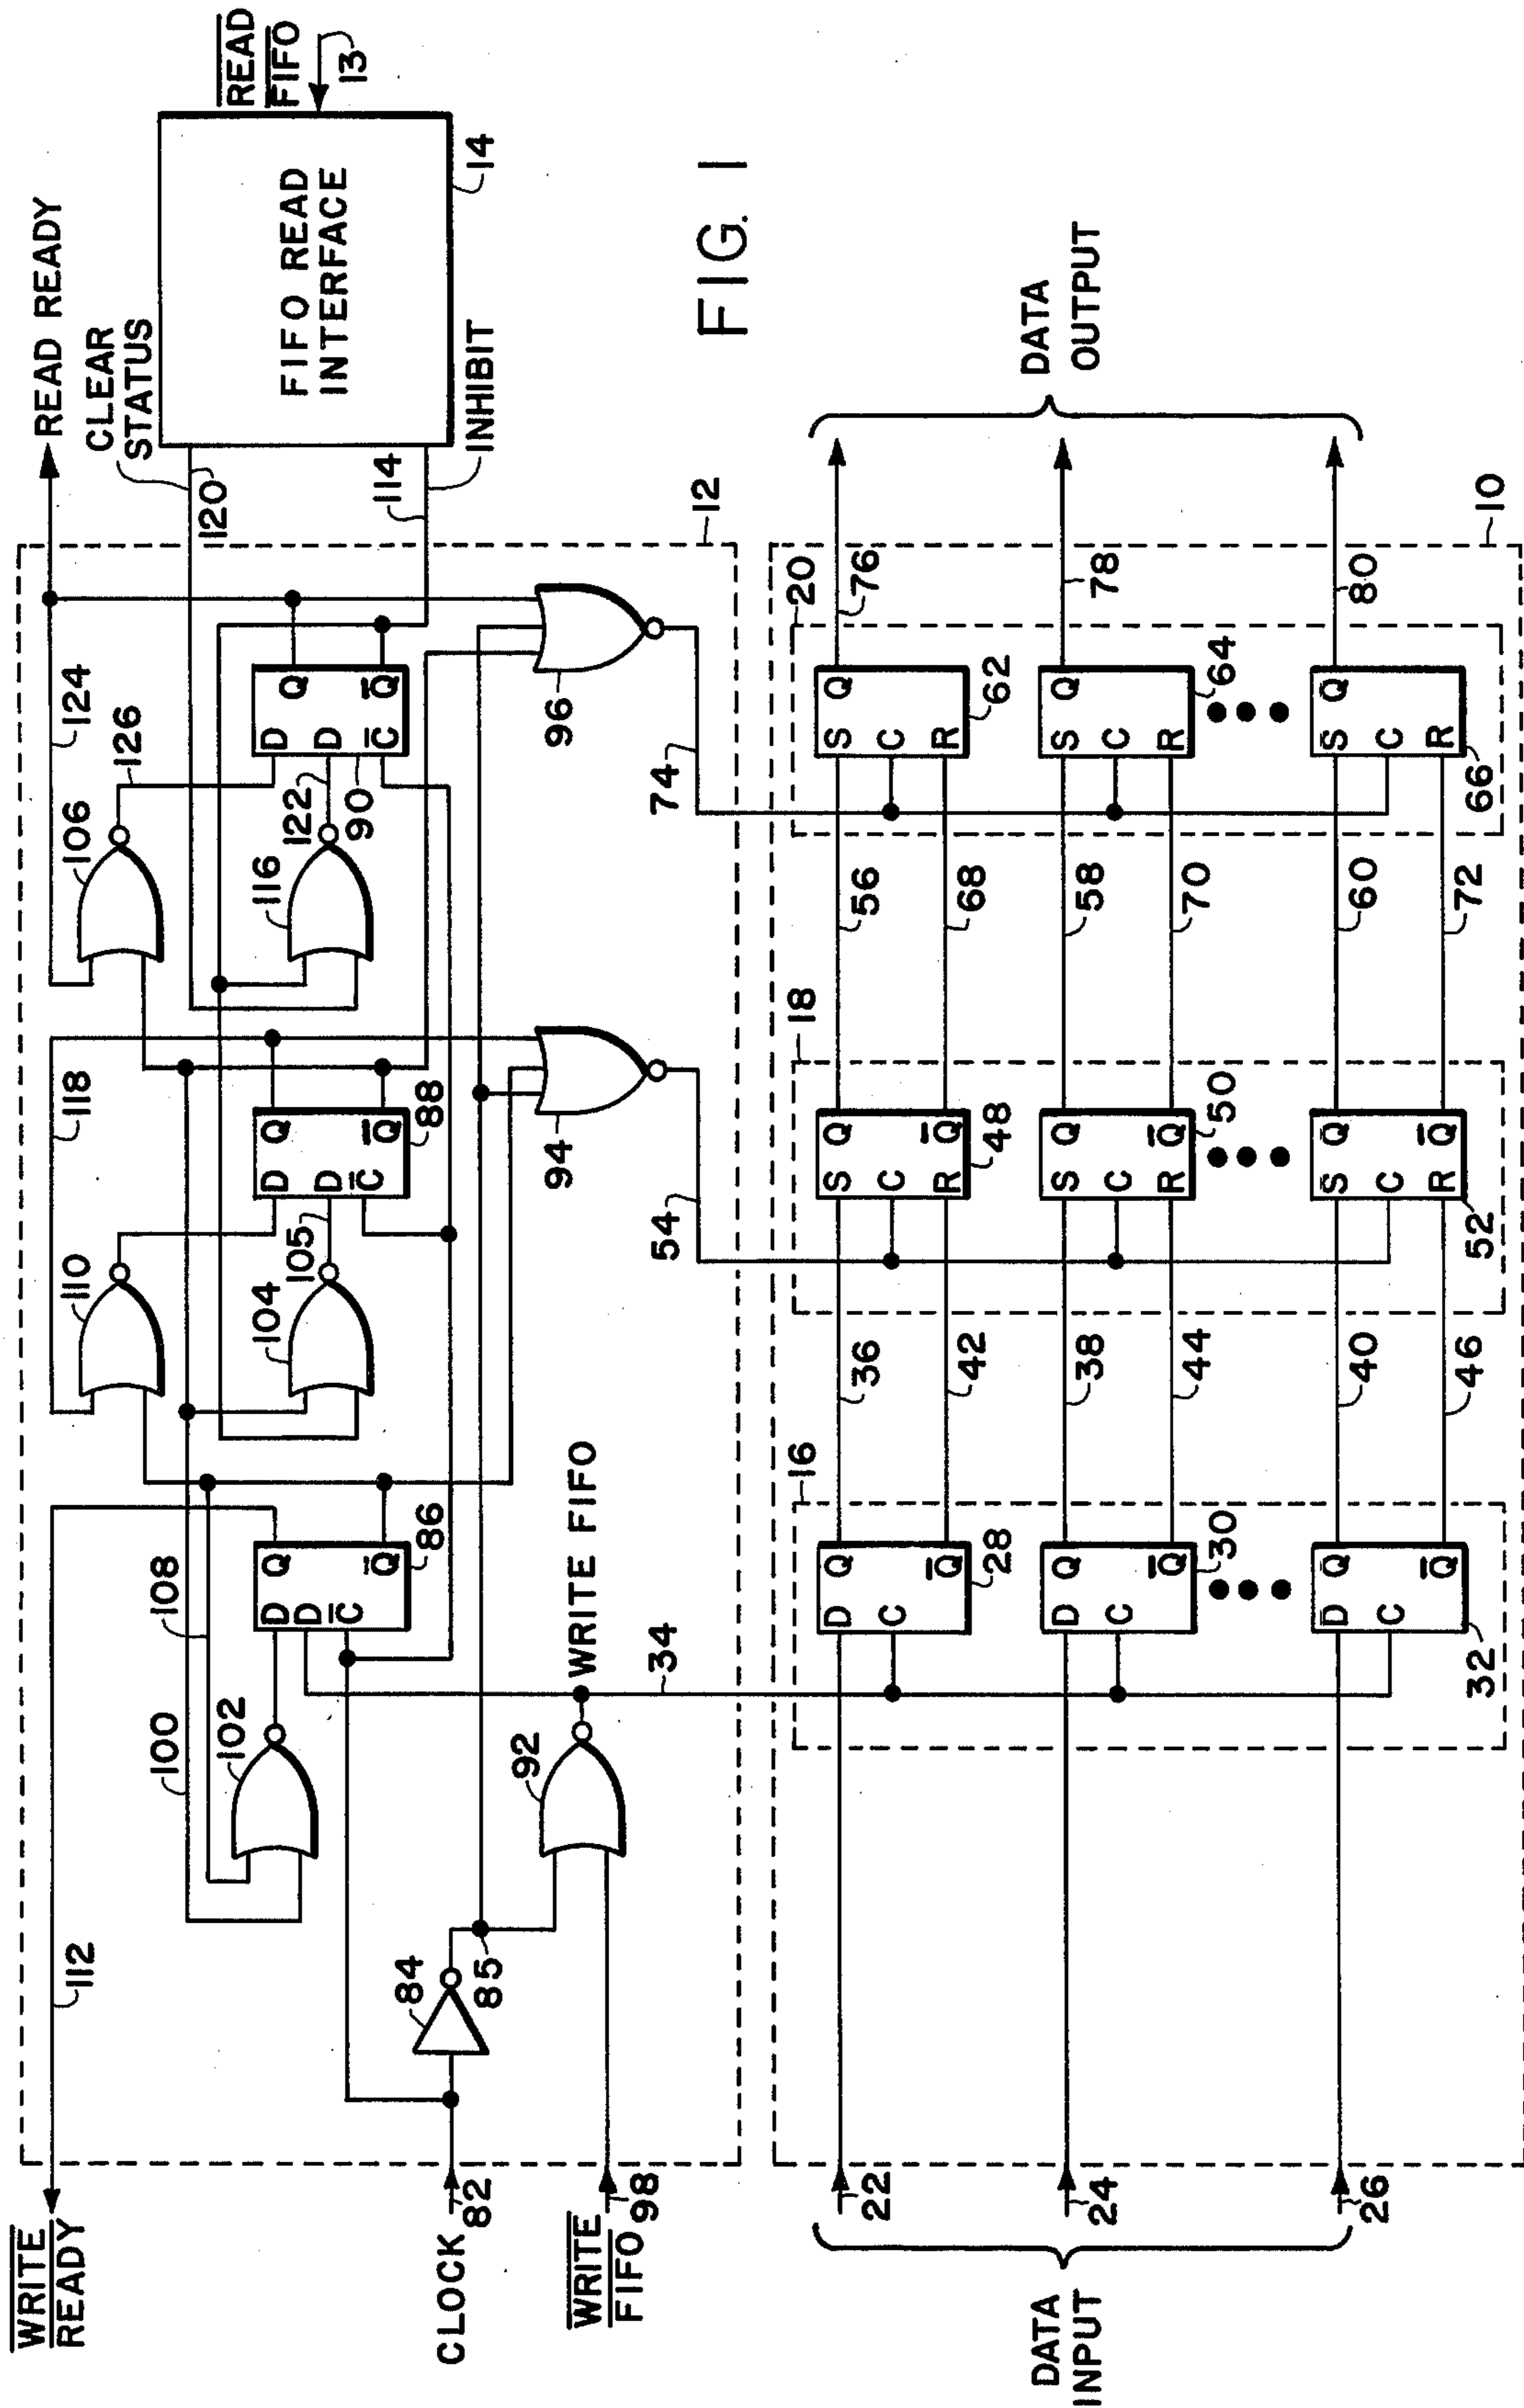 WRITE
READY
112
118
124
READ READY
CLEAR
STATUS
READ
FIFO
13
100
108
102
110
106
126
120
FIFO READ
INTERFACE
14
104
105
116
122
90
114
INHIBIT
D Q
D
C̅
Q̅
86
D Q
D
C̅
Q̅
88
D Q
D
C̅
Q̅
CLOCK
82
84
85
92
WRITE FIFO
94
96
WRITE
FIFO
98
34
54
74
12
FIG. 1
16
18
20
10
DATA
INPUT
22
24
26
D Q
C
Q̅
28
36
42
S Q
C
R Q̅
48
56
68
S Q
C
R
62
76
D Q
C
Q̅
30
38
44
S Q
C
R Q̅
50
58
70
S Q
C
R
64
78
D Q
C
Q̅
32
40
46
S Q
C
R Q̅
52
60
72
S Q
C
R
66
80
DATA
OUTPUT